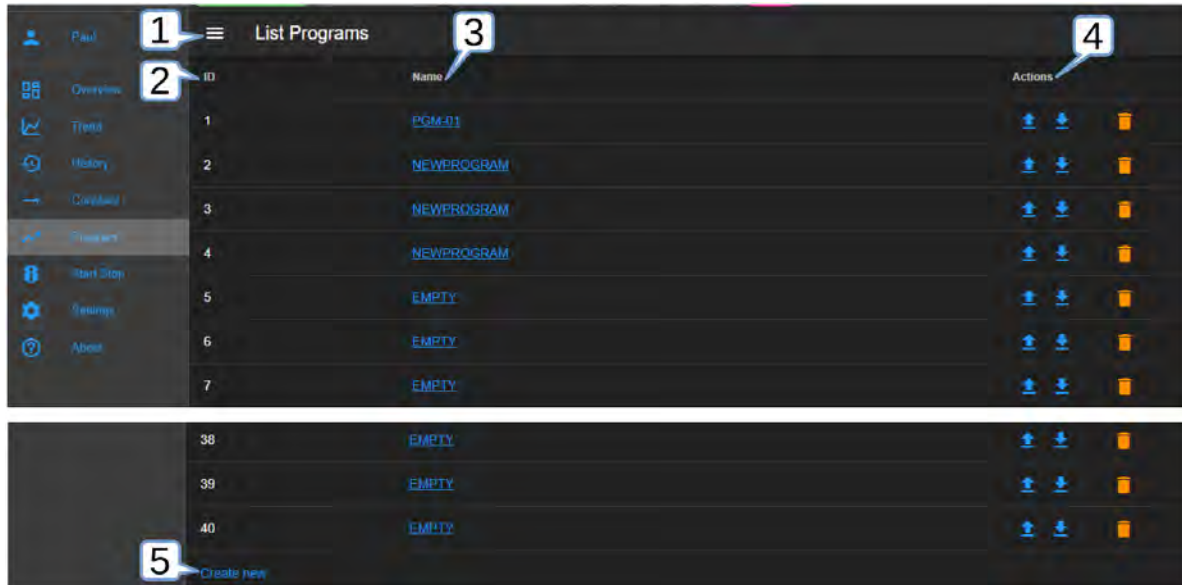 1
List Programs
3
4
Paul
2
ID
Name
Actions
Overview
Trend
History
Constant
Program
Start Stop
Settings
About
1
PGM-01
2
NEWPROGRAM
3
NEWPROGRAM
4
NEWPROGRAM
5
EMPTY
6
EMPTY
7
EMPTY
38
EMPTY
39
EMPTY
40
EMPTY
5
Create new